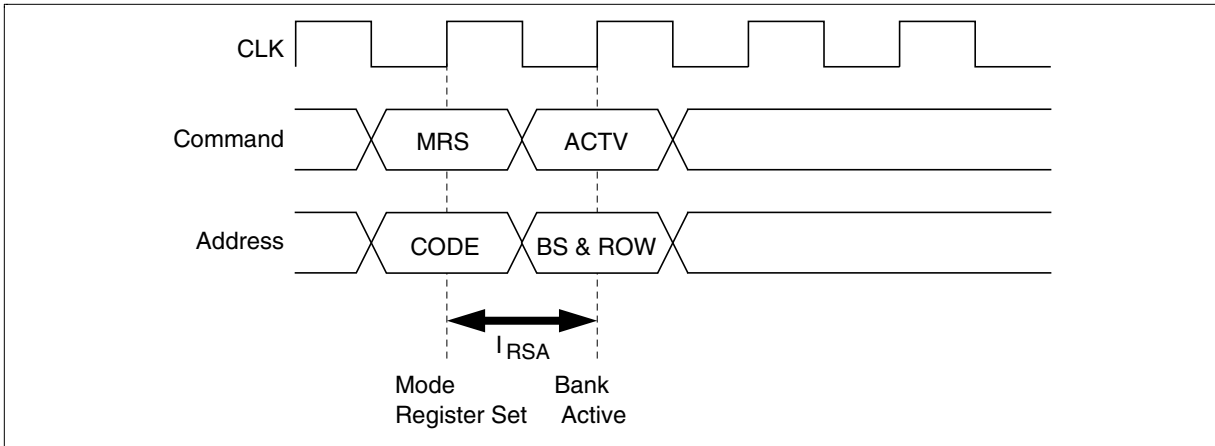 CLK
Command
MRS
ACTV
Address
CODE
BS & ROW
I RSA
Mode
Register Set
Bank
Active